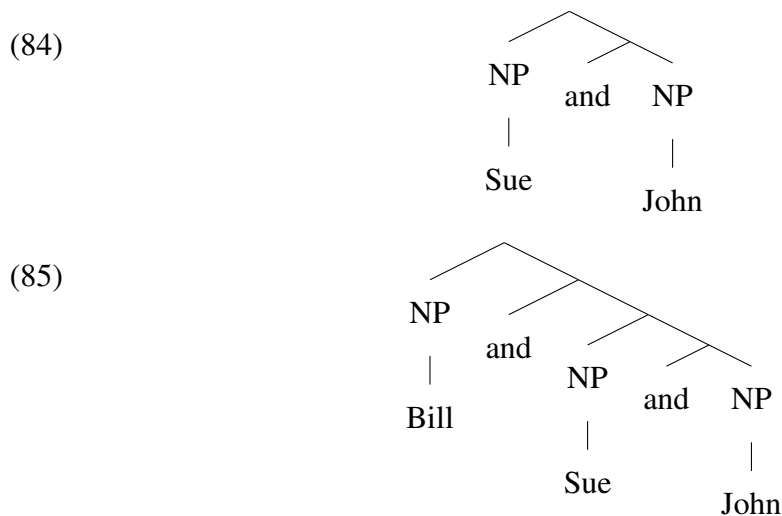 (84)
NP and NP
Sue
John
(85)
NP
and
NP and NP
Bill
Sue
John